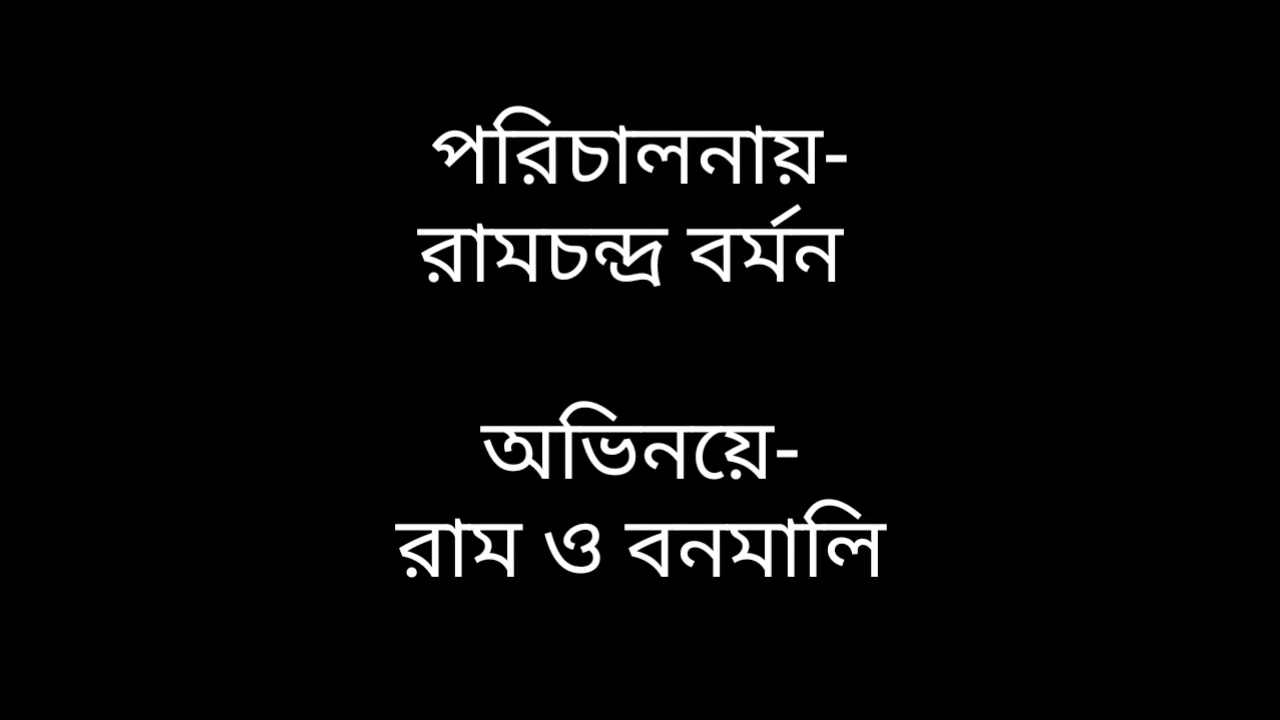 পরিচালনায়-
রামচন্দ্র বর্মন
অভিনয়ে-
রাম ও বনমালি